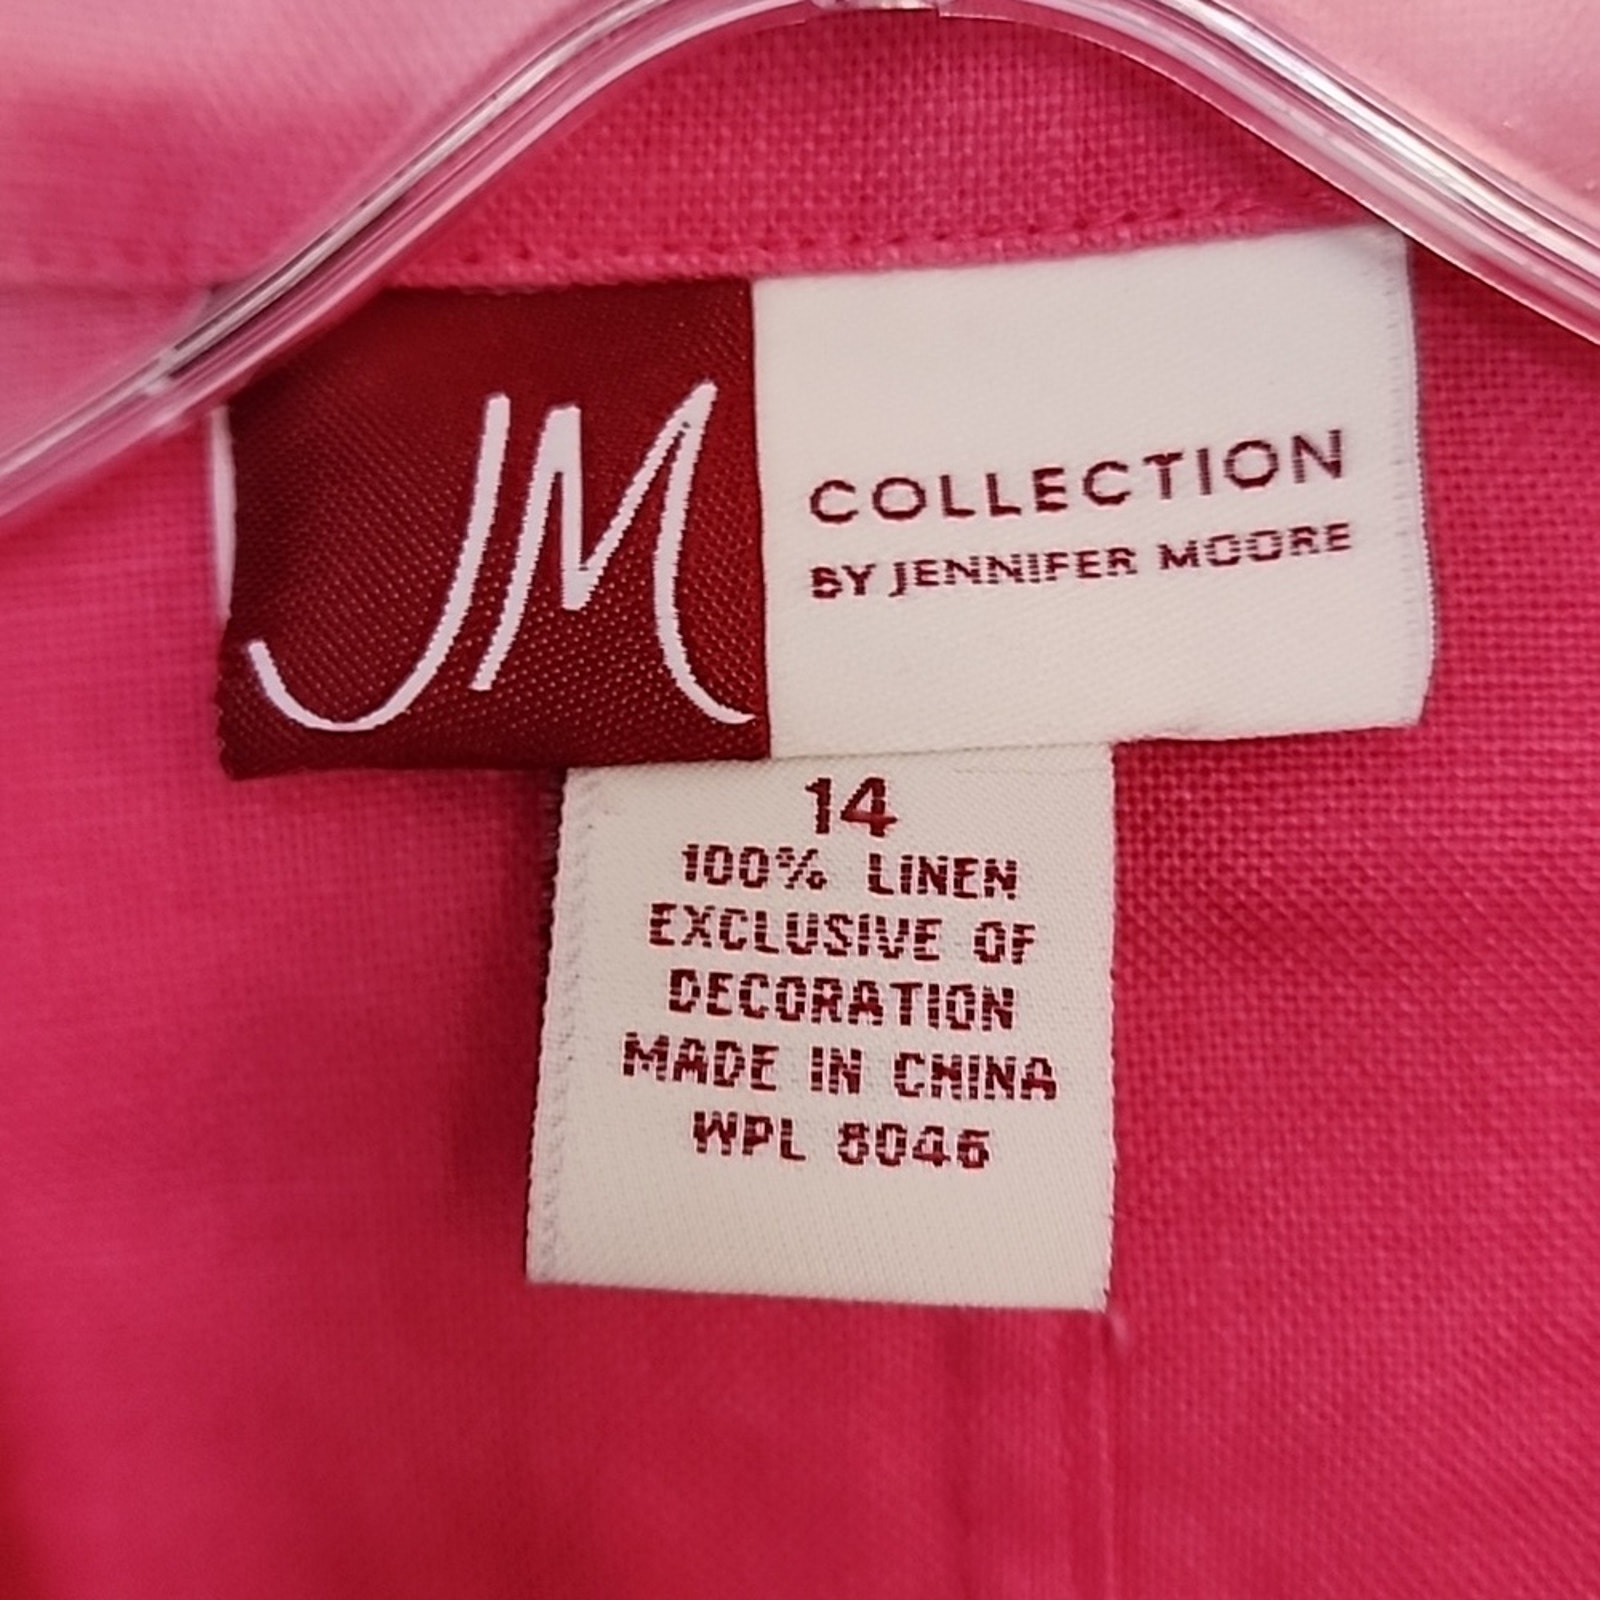 JM
COLLECTION
BY JENNIFER MOORE
14
100% LINEN
EXCLUSIVE OF
DECORATION
MADE IN CHINA
WPL 8046